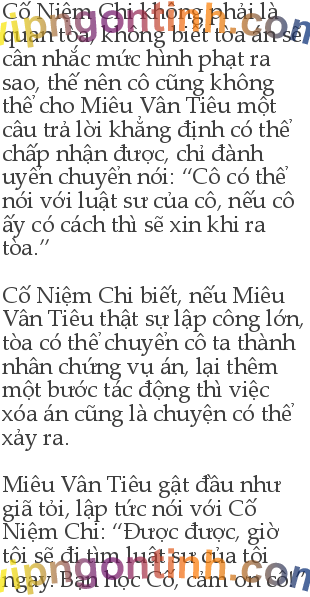 Cố Niệm Chi không phải là
quan tòa, không biết tòa án sẽ
cân nhắc mức hình phạt ra
sao, thế nên cô cũng không
thể cho Miêu Vân Tiêu một
câu trả lời khẳng định có thể
chấp nhận được, chỉ đành
uyển chuyển nói: “Cô có thể
nói với luật sư của cô, nếu cô
ấy có cách thì sẽ xin khi ra
tòa.”
Cố Niệm Chi biết, nếu Miêu
Vân Tiêu thật sự lập công lớn,
tòa có thể chuyển cô ta thành
nhân chứng vụ án, lại thêm
một bước tác động thì việc
xóa án cũng là chuyện có thể
xảy ra.
Miêu Vân Tiêu gật đầu như
giã tỏi, lập tức nói với Cố
Niệm Chi: “Được được, giờ
tôi sẽ đi tìm luật sư của tôi
ngay. Bạn học Cố, cảm ơn cô!”
vipngontinh.com
vipngontinh.com